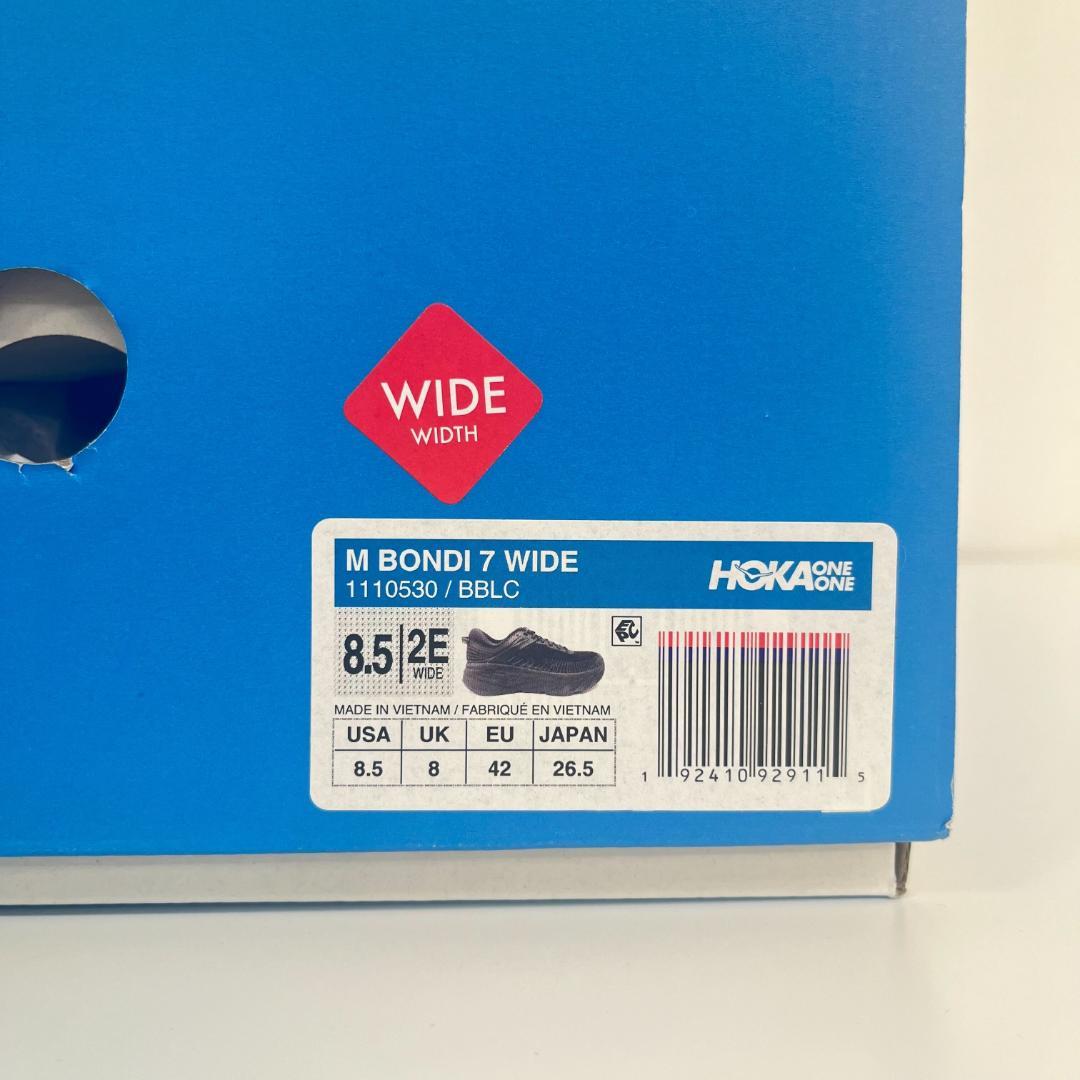 WIDE
WIDTH
M BONDI 7 WIDE
1110530 / BBLC
HOKA ONE ONE
8.5 2E
WIDE
MADE IN VIETNAM / FABRIQUÉ EN VIETNAM
USA UK EU JAPAN
8.5 8 42 26.5
1 92410 92911 5